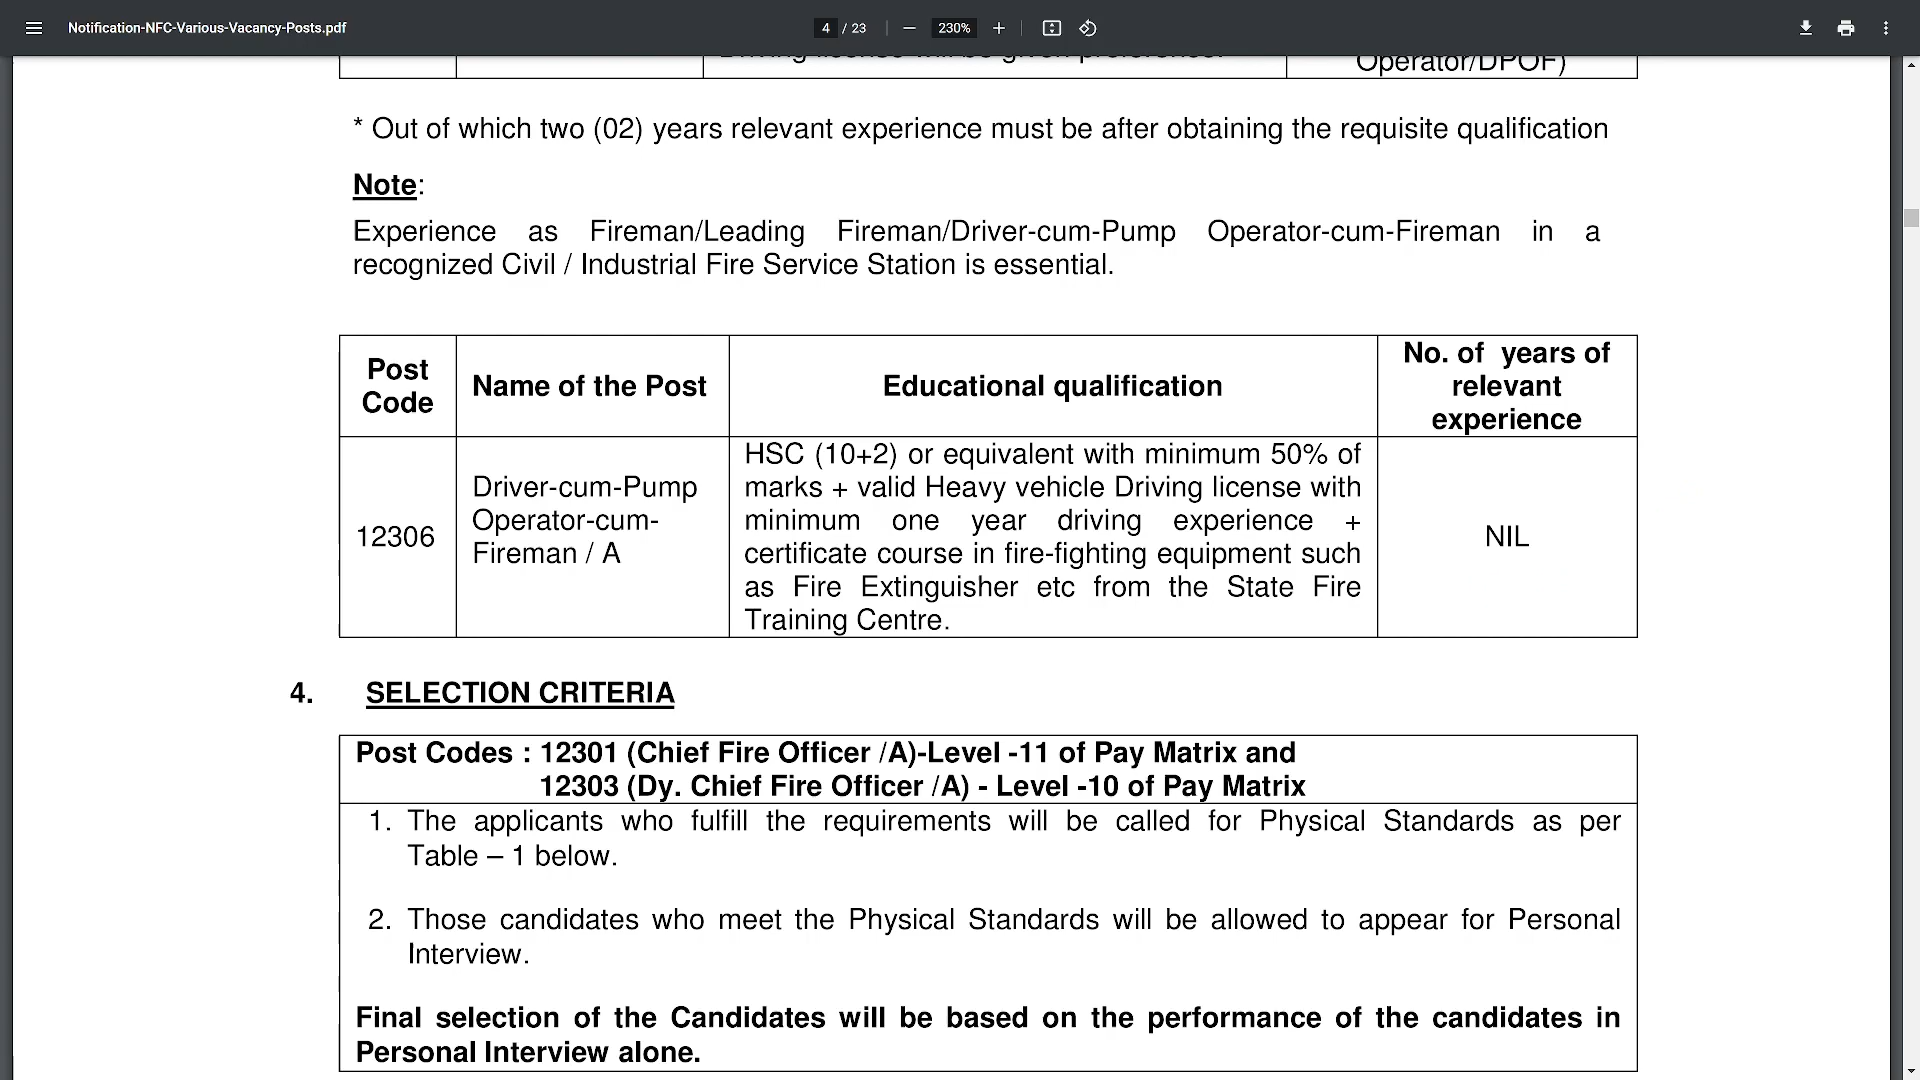 Notification-NFC-Various-Vacancy-Posts.pdf
4 / 23
230%
Driving license will be given preference.
Operator/DPOF)
* Out of which two (02) years relevant experience must be after obtaining the requisite qualification
Note:
Experience as Fireman/Leading Fireman/Driver-cum-Pump Operator-cum-Fireman in a
recognized Civil / Industrial Fire Service Station is essential.
Post
Code
Name of the Post
Educational qualification
No. of years of
relevant
experience
12306
Driver-cum-Pump
Operator-cum-
Fireman / A
HSC (10+2) or equivalent with minimum 50% of
marks + valid Heavy vehicle Driving license with
minimum one year driving experience +
certificate course in fire-fighting equipment such
as Fire Extinguisher etc from the State Fire
Training Centre.
NIL
4. SELECTION CRITERIA
Post Codes : 12301 (Chief Fire Officer /A)-Level -11 of Pay Matrix and
12303 (Dy. Chief Fire Officer /A) - Level -10 of Pay Matrix
1. The applicants who fulfill the requirements will be called for Physical Standards as per
Table – 1 below.
2. Those candidates who meet the Physical Standards will be allowed to appear for Personal
Interview.
Final selection of the Candidates will be based on the performance of the candidates in
Personal Interview alone.